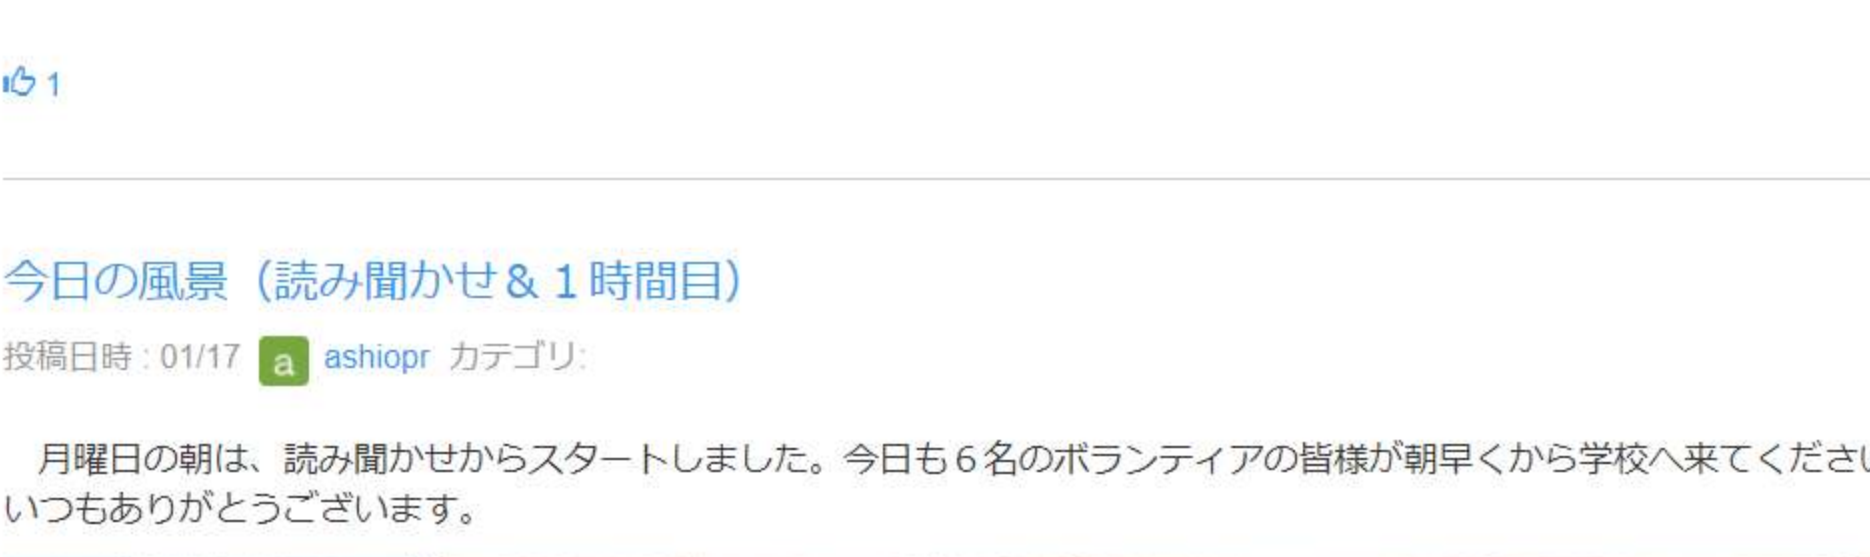 1
今日の風景（読み聞かせ＆１時間目）
投稿日時 : 01/17 a ashiopr カテゴリ:
月曜日の朝は、読み聞かせからスタートしました。今日も６名のボランティアの皆様が朝早くから学校へ来てくださ
いつもありがとうございます。